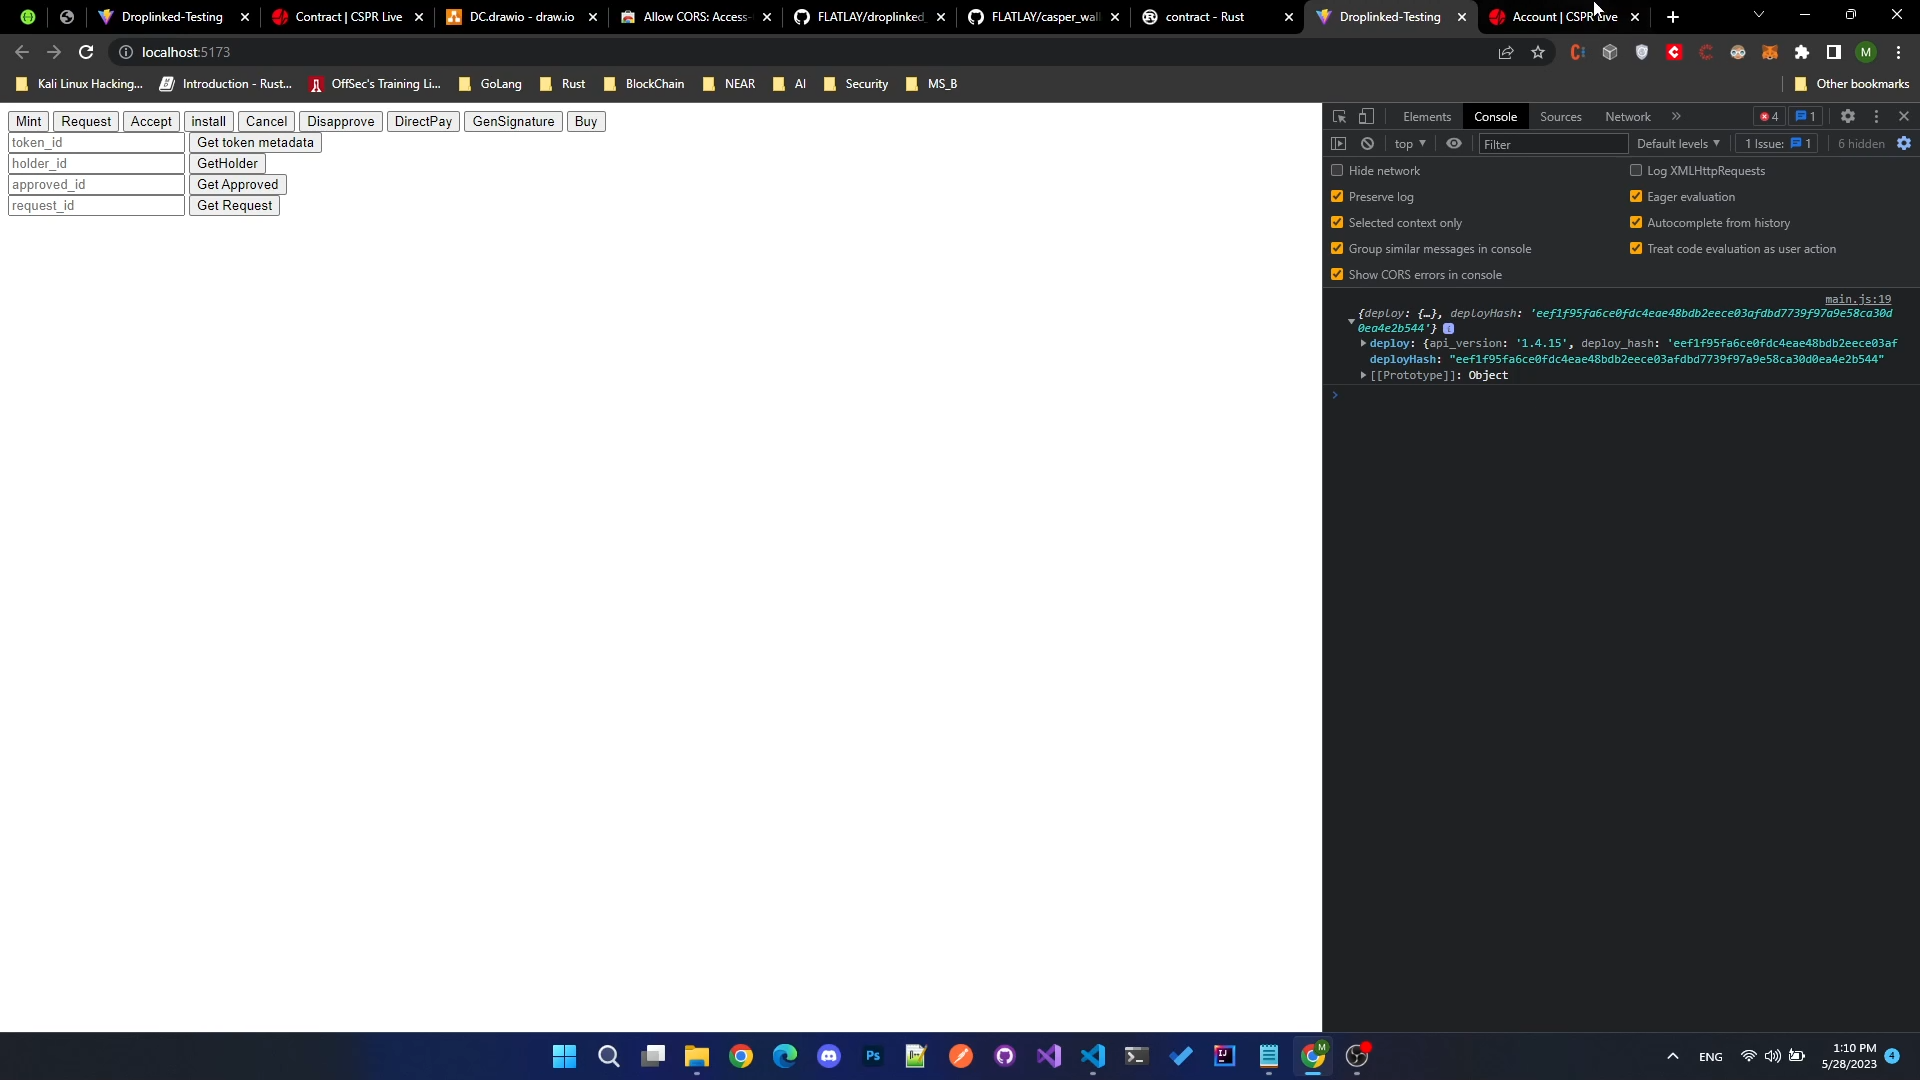 Droplinked-Testing
Contract | CSPR Live
DC.drawio - draw.io
Allow CORS: Access-
FLATLAY/droplinked_
FLATLAY/casper_wall
contract - Rust
Droplinked-Testing
Account | CSPR Live
localhost:5173
M
Kali Linux Hacking...
Introduction - Rust...
OffSec's Training Li...
GoLang
Rust
BlockChain
NEAR
AI
Security
MS_B
Other bookmarks
Mint Request Accept install Cancel Disapprove DirectPay GenSignature Buy
token_id Get token metadata
holder_id GetHolder
approved_id Get Approved
request_id Get Request
Elements Console Sources Network » 4 1
top Filter Default levels 1 Issue: 1 6 hidden
Hide network Log XMLHttpRequests
Preserve log Eager evaluation
Selected context only Autocomplete from history
Group similar messages in console Treat code evaluation as user action
Show CORS errors in console
main.js:19
{deploy: {…}, deployHash: 'eef1f95fa6ce0fdc4eae48bdb2eece03afdbd7739f97a9e58ca30d
0ea4e2b544'} i
deploy: {api_version: '1.4.15', deploy_hash: 'eef1f95fa6ce0fdc4eae48bdb2eece03af
deployHash: "eef1f95fa6ce0fdc4eae48bdb2eece03afdbd7739f97a9e58ca30d0ea4e2b544"
[[Prototype]]: Object
ENG
1:10 PM
5/28/2023
4